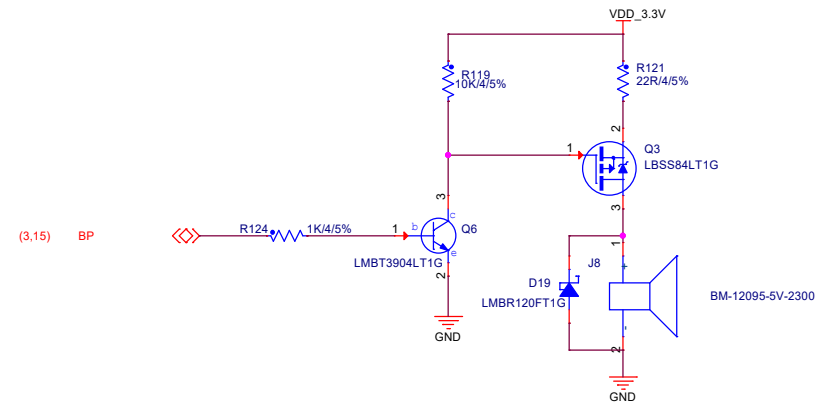 VDD_3.3V
R119
10K/4/5%
R121
22R/4/5%
2
1
Q3
LBSS84LT1G
3
3
c
(3,15) BP
R124 1K/4/5%
1
b
Q6
e
LMBT3904LT1G
2
1
J8
+
D19
LMBR120FT1G
BM-12095-5V-2300
-
2
GND
GND